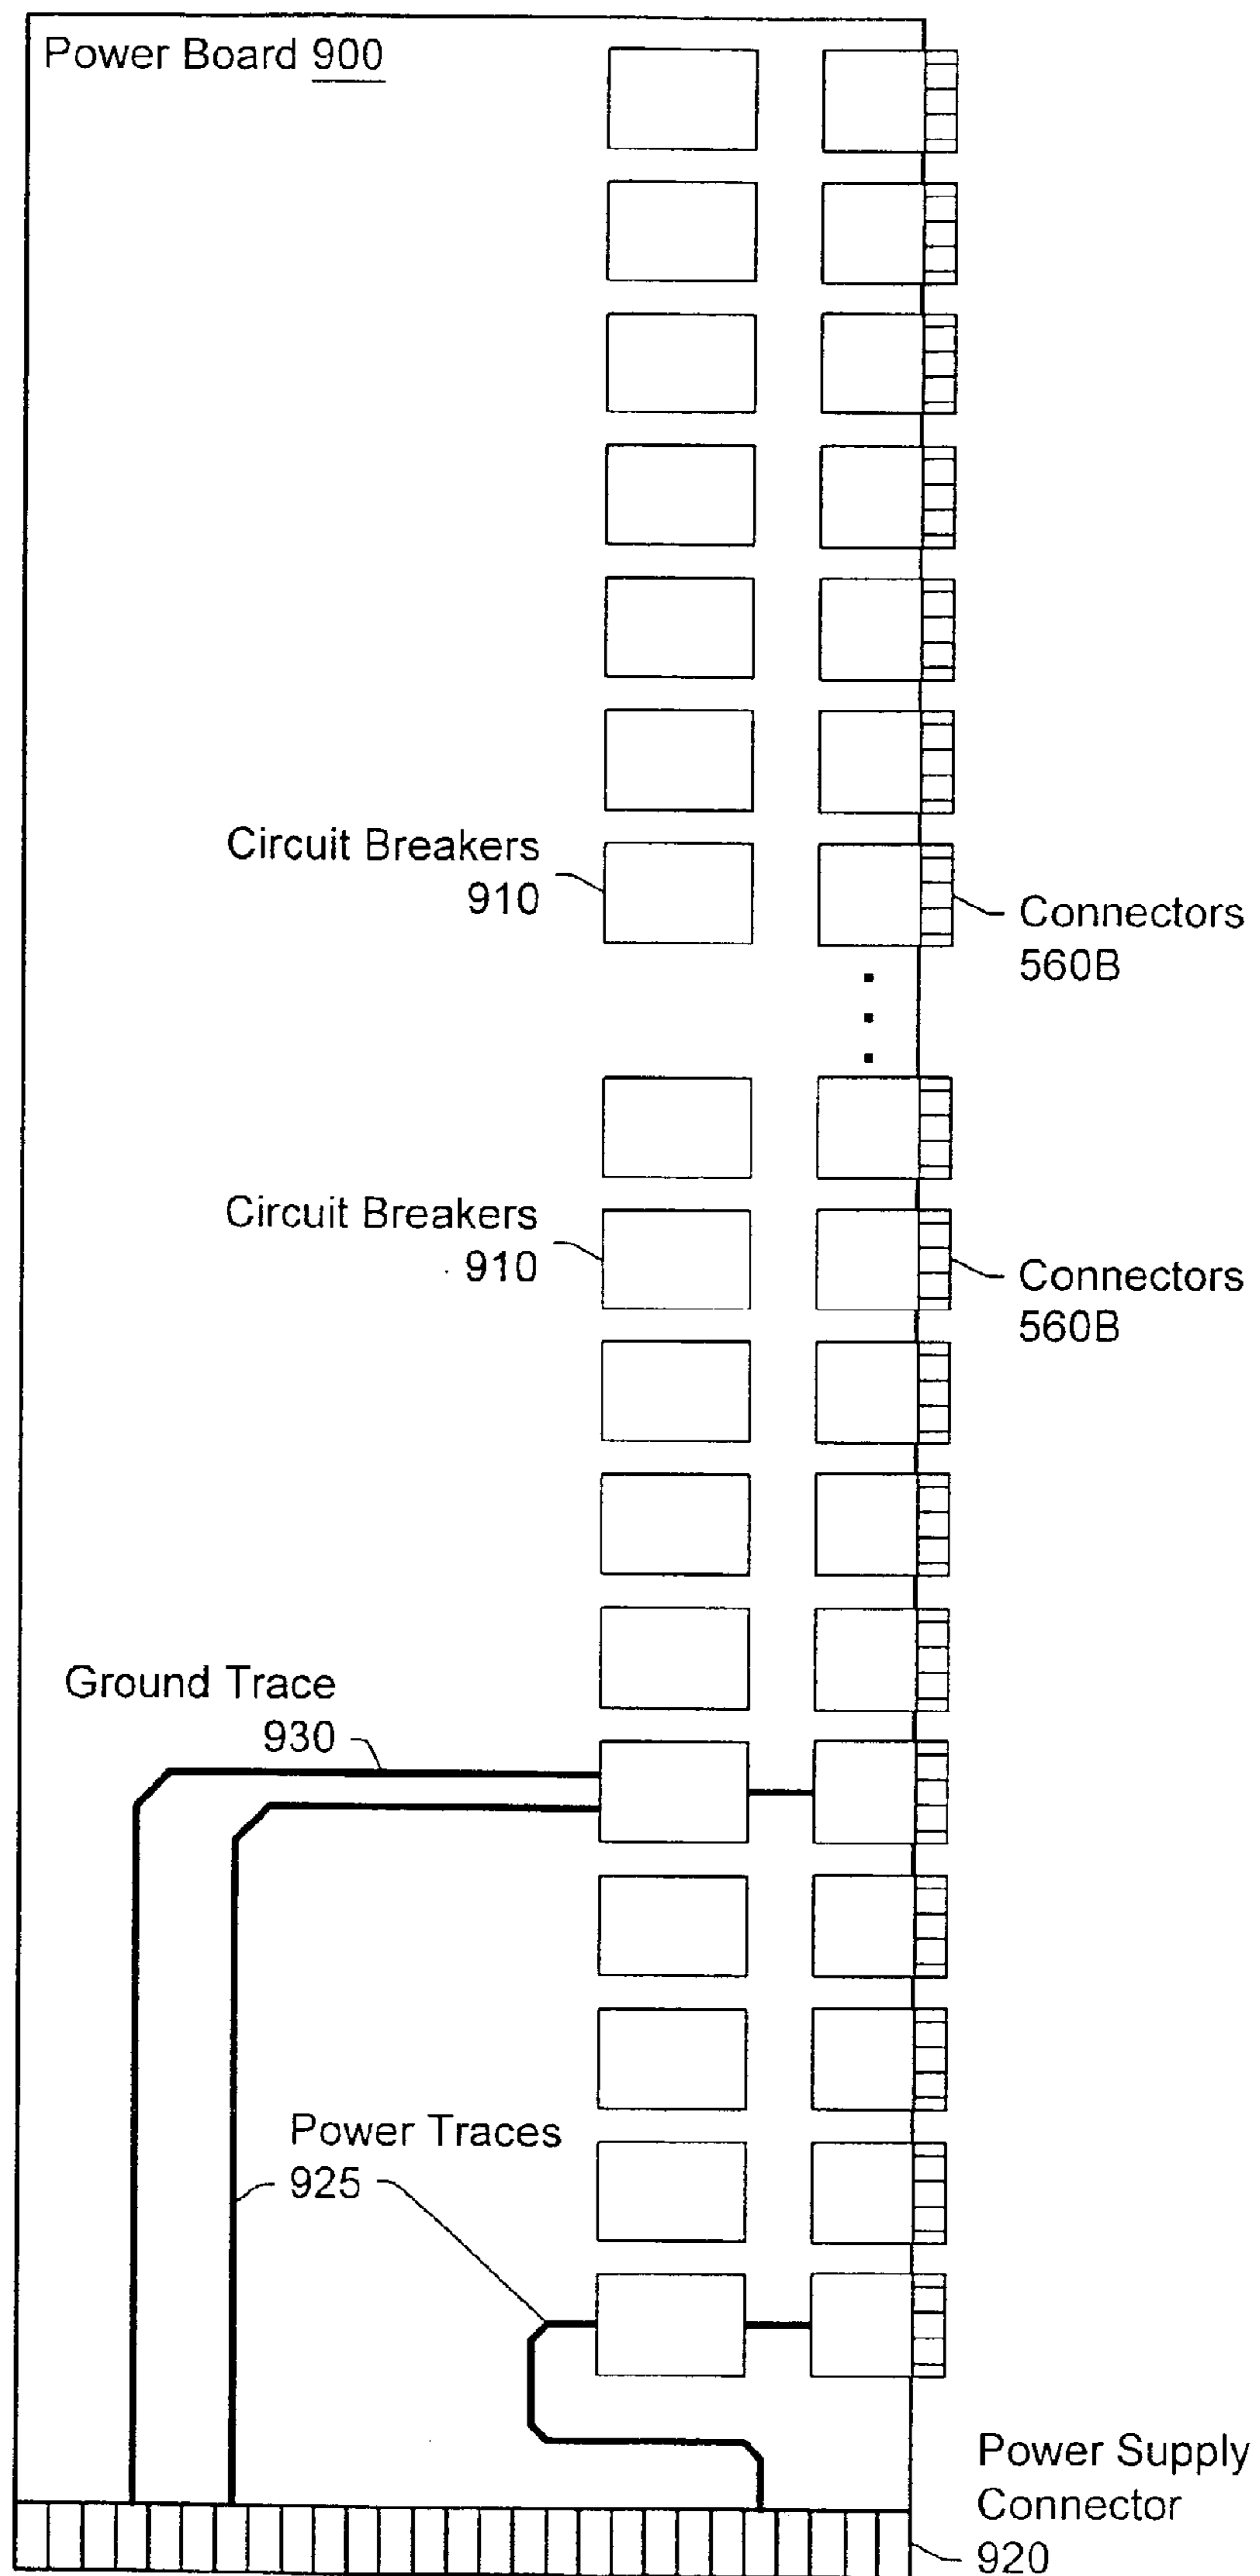 Power Board 900
Circuit Breakers
910
Connectors
560B
Circuit Breakers
910
Connectors
560B
Ground Trace
930
Power Traces
925
Power Supply
Connector
920